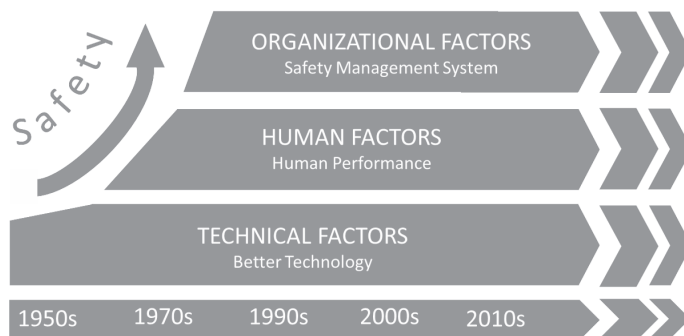 Safety
ORGANIZATIONAL FACTORS
Safety Management System
HUMAN FACTORS
Human Performance
TECHNICAL FACTORS
Better Technology
1950s 1970s 1990s 2000s 2010s